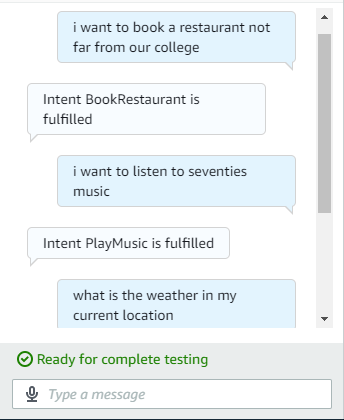 i want to book a restaurant not
far from our college
Intent BookRestaurant is
fulfilled
i want to listen to seventies
music
Intent PlayMusic is fulfilled
what is the weather in my
current location
Ready for complete testing
Type a message